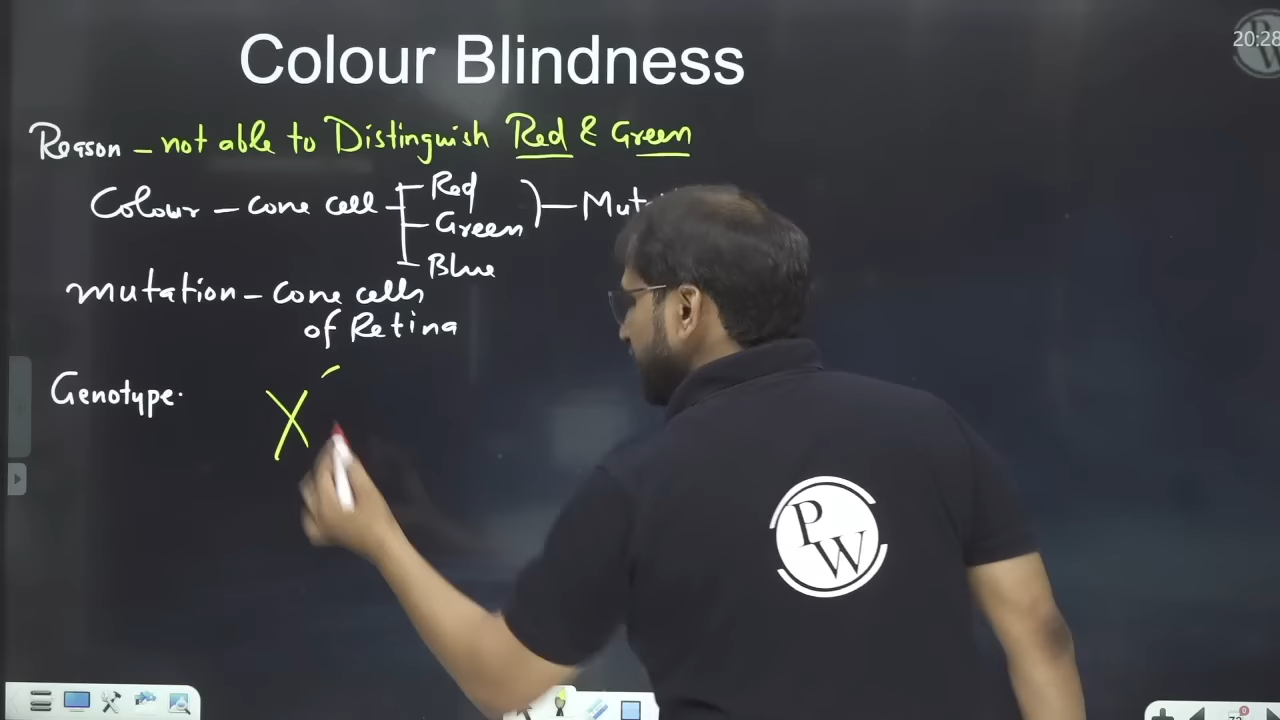 Colour Blindness
20:28
Reason - not able to Distinguish Red & Green
Colour - cone cell - Red
Green
Blue
mutation - cone cells
of Retina
Genotype.
X
P
W